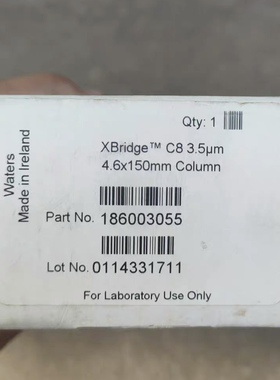 Qty: 1
XBridge™ C8 3.5µm
4.6x150mm Column
Waters
Made in Ireland
Part No. 186003055
Lot No. 0114331711
For Laboratory Use Only